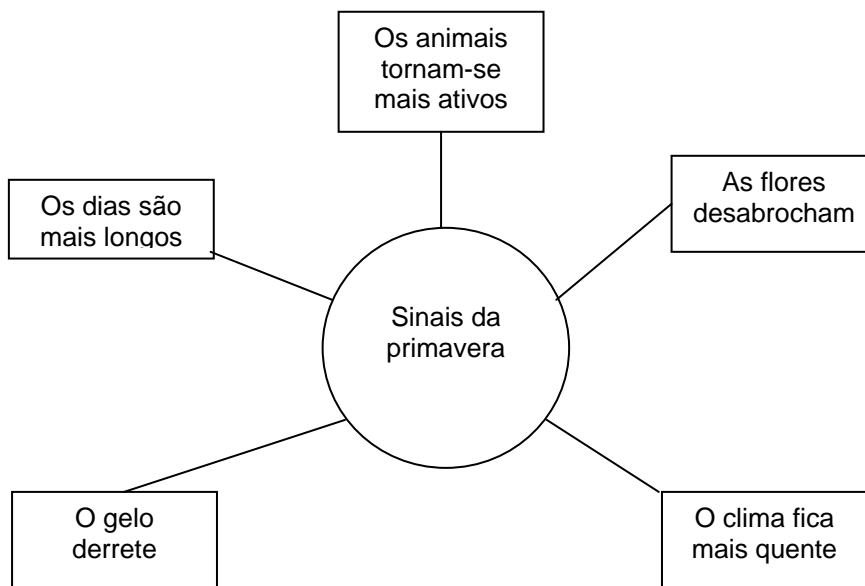 Os animais
tornam-se
mais ativos
As flores
desabrocham
Os dias são
mais longos
Sinais da
primavera
O gelo
derrete
O clima fica
mais quente